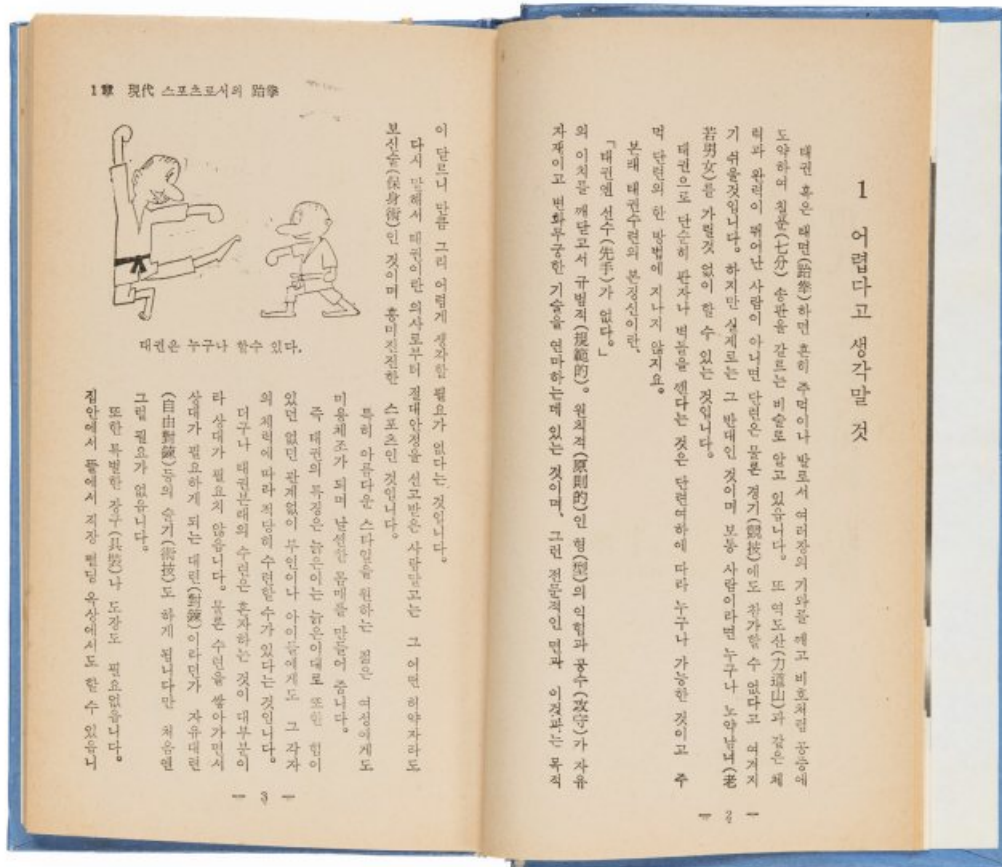 1 어렵다고 생각말 것
태권 혹은 태면(跆拳)하면 흔히 주먹이나 발로서 여러장의 기와를 깨고 비호처럼 공중에
도약하여 칠푼(七分) 송판을 갈르는 비술로 알고 있읍니다. 또 역도산(力道山)과 같은 체
력과 완력이 뛰어난 사람이 아니면 단련은 물론 경기(競技)에도 참가할 수 없다고 여겨지
기 쉬울것입니다. 하지만 실제로는 그 반대인 것이며 보통 사람이라면 누구나 노약남녀(老
若男女)를 가릴것 없이 할 수 있는 것입니다.
태권으로 단순히 판자나 벽돌을 쎈다는 것은 단련여하에 따라 누구나 가능한 것이고 주
먹 단련의 한 방법에 지나지 않지요.
본래 태권수련의 본정신이란,
「태권엔 선수(先手)가 없다.」
의 이치를 깨닫고서 규범적(規範的). 원칙적(原則的)인 형(型)의 익힘과 공수(攻守)가 자유
자재이고 변화무궁한 기술을 연마하는데 있는 것이며, 그런 전문적인 면과 이것과는 목적
— 2 —
1章 現代 스포츠로서의 跆拳
이 닫르니 만큼 그리 어렵게 생각할 필요가 없다는 것입니다.
다시 말해서 태권이란 의사로부터 절대안정을 선고받은 사람말고는 그 어떤 허약자라도
보신술(保身術)인 것이며 흥미진진한 스포츠인 것입니다.
특히 아름다운 스타일을 원하는 젊은 여성에게도
미용체조가 되며 날씬한 몸매를 만들어 줍니다.
즉 태권의 특징은 늙은이는 늙은이대로 또한 힘이
있던 없던 관계없이 부인이나 아이들에게도 그 각자
의 체력에 따라 적당히 수련할수가 있다는 것입니다.
더구나 태권본래의 수련은 혼자하는 것이 대부분이
라 상대가 필요치 않읍니다. 물론 수련을 쌓아가면서
상대가 필요하게 되는 대련(對鍊)이라던가 자유대련
(自由對鍊)등의 술기(術技)도 하게 됩니다만 처음엔
그럴 필요가 없읍니다.
또한 특별한 장구(具裝)나 도장도 필요없읍니다.
집안에서 뜰에서 직장 삘딩 옥상에서도 할 수 있읍니
태권은 누구나 할수 있다.
— 3 —